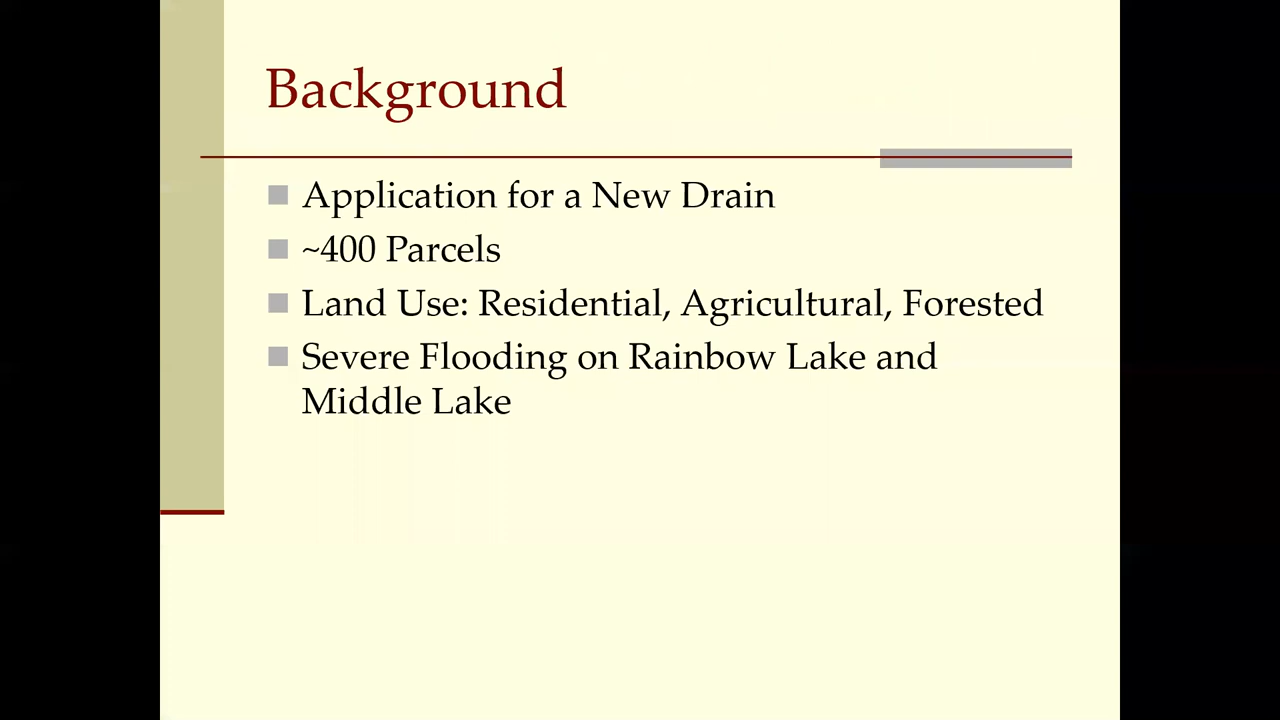 Background
Application for a New Drain
~400 Parcels
Land Use: Residential, Agricultural, Forested
Severe Flooding on Rainbow Lake and
Middle Lake